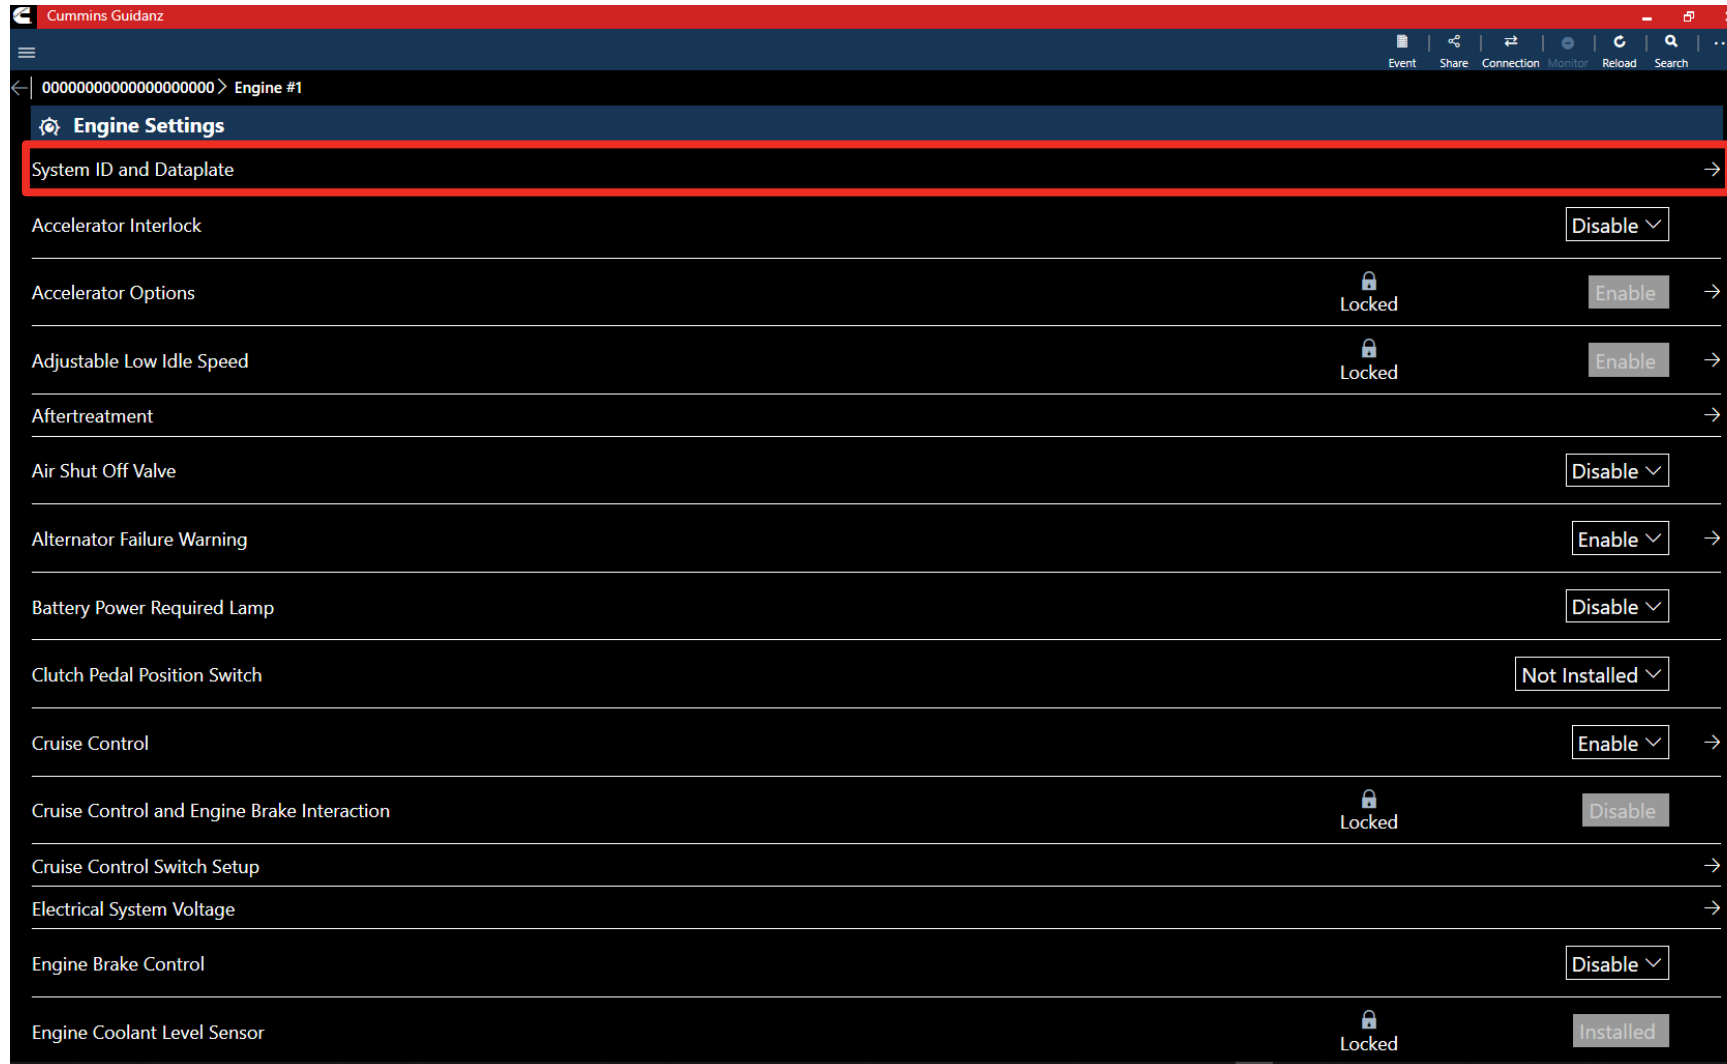 Cummins Guidanz
Event Share Connection Monitor Reload Search
00000000000000000000 > Engine #1
Engine Settings
System ID and Dataplate
Accelerator Interlock Disable
Accelerator Options Locked Enable
Adjustable Low Idle Speed Locked Enable
Aftertreatment
Air Shut Off Valve Disable
Alternator Failure Warning Enable
Battery Power Required Lamp Disable
Clutch Pedal Position Switch Not Installed
Cruise Control Enable
Cruise Control and Engine Brake Interaction Locked Disable
Cruise Control Switch Setup
Electrical System Voltage
Engine Brake Control Disable
Engine Coolant Level Sensor Locked Installed